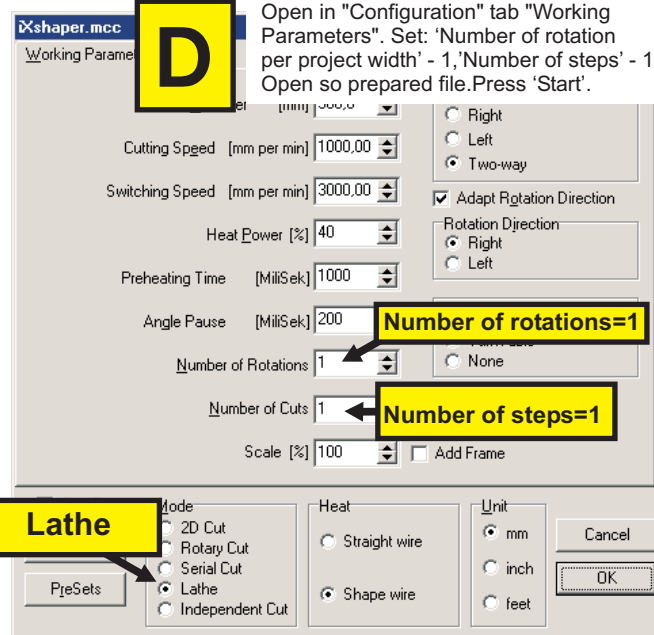 iXshaper.mcc
D
Open in "Configuration" tab "Working
Parameters". Set: ‘Number of rotation
per project width’ - 1,’Number of steps’ - 1
Open so prepared file.Press ‘Start’.
Working
[mm]
Right
Left
Two-way
Cutting Speed [mm per min] 1000,00
Switching Speed [mm per min] 3000,00
Adapt Rotation Direction
Rotation Direction
Right
Left
Heat Power [%] 40
Preheating Time [MiliSek] 1000
Angle Pause [MiliSek] 200
Number of rotations=1
None
Number of Rotations 1
Number of Cuts 1
Number of steps=1
Scale [%] 100
Add Frame
Lathe
Mode
2D Cut
Rotary Cut
Serial Cut
Lathe
Independent Cut
Heat
Straight wire
Shape wire
Unit
mm
inch
feet
Cancel
OK
PreSets